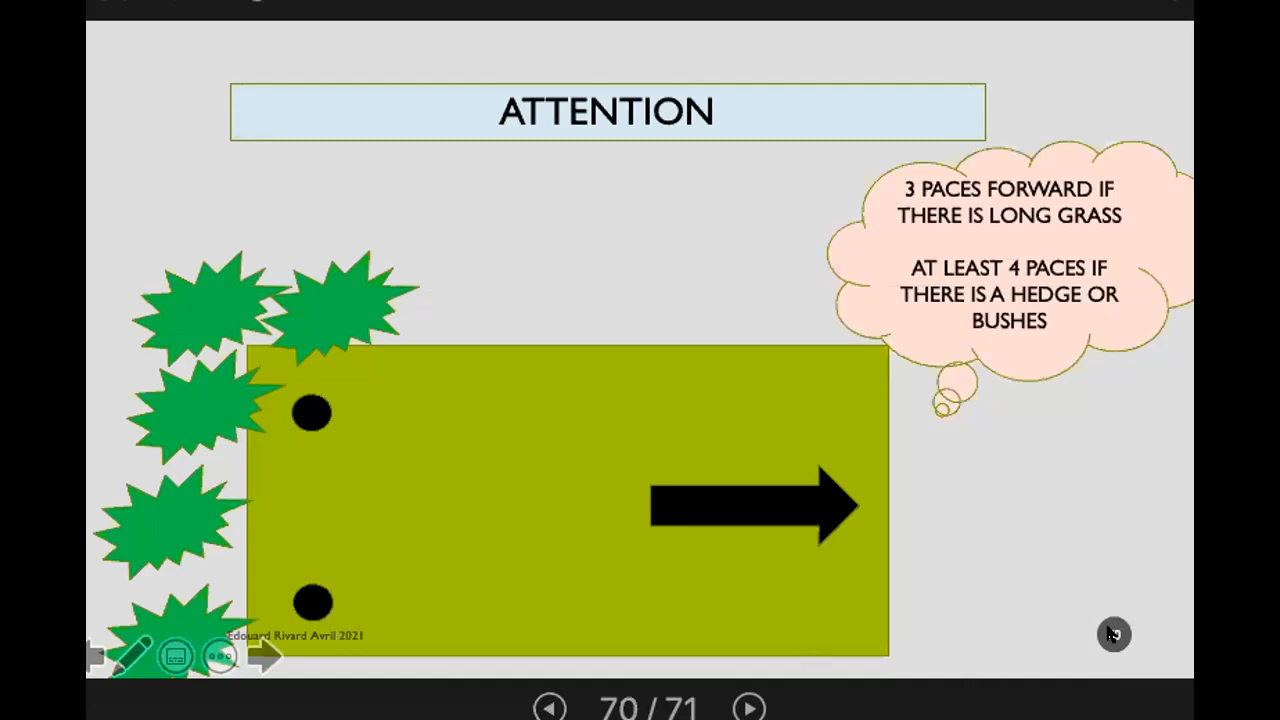 ATTENTION
3 PACES FORWARD IF
THERE IS LONG GRASS
AT LEAST 4 PACES IF
THERE IS A HEDGE OR
BUSHES
Edouard Rivard Avril 2021
70 / 71